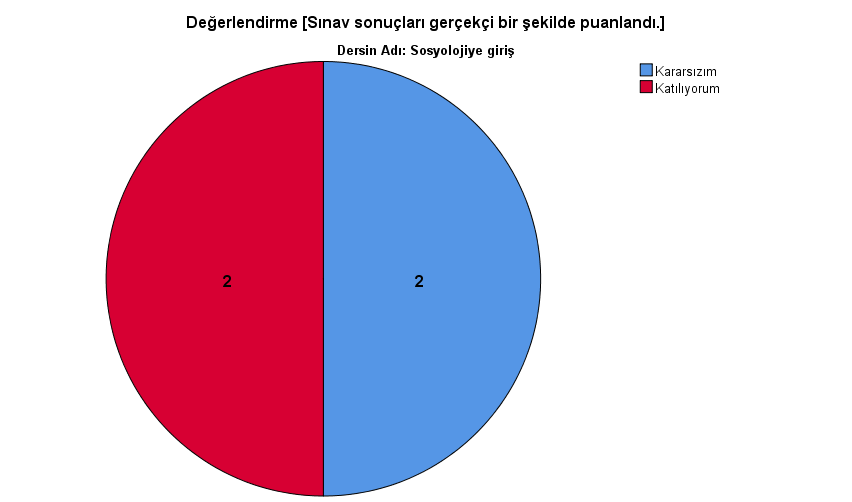 Değerlendirme [Sınav sonuçları gerçekçi bir şekilde puanlandı.]
Dersin Adı: Sosyolojiye giriş
Kararsızım
Katılıyorum
2
2